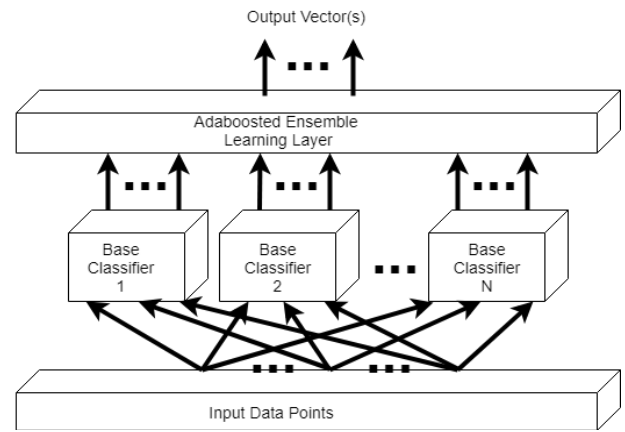 Output Vector(s)
Adaboosted Ensemble
Learning Layer
Base
Classifier
1
Base
Classifier
2
Base
Classifier
N
Input Data Points